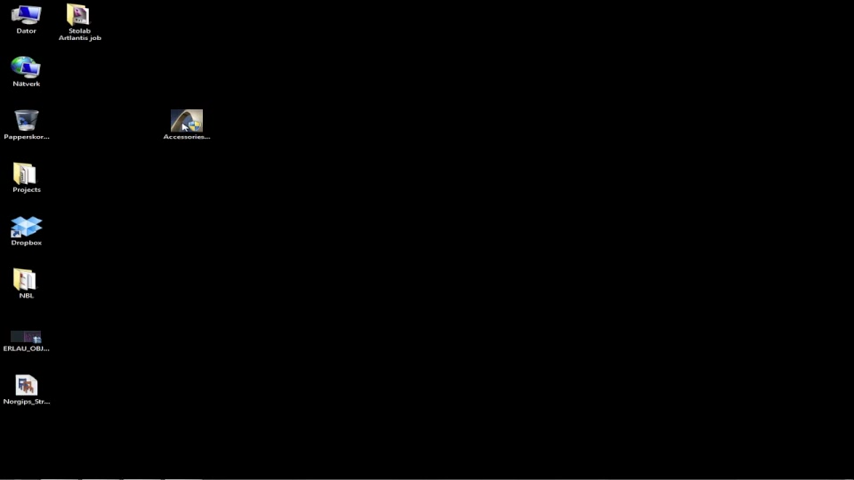 Dator
Stolab
Artlantis job
Nätverk
Papperskor...
Accessories...
Projects
Dropbox
NBL
ERLAU_OBJ...
Norgips_Str...